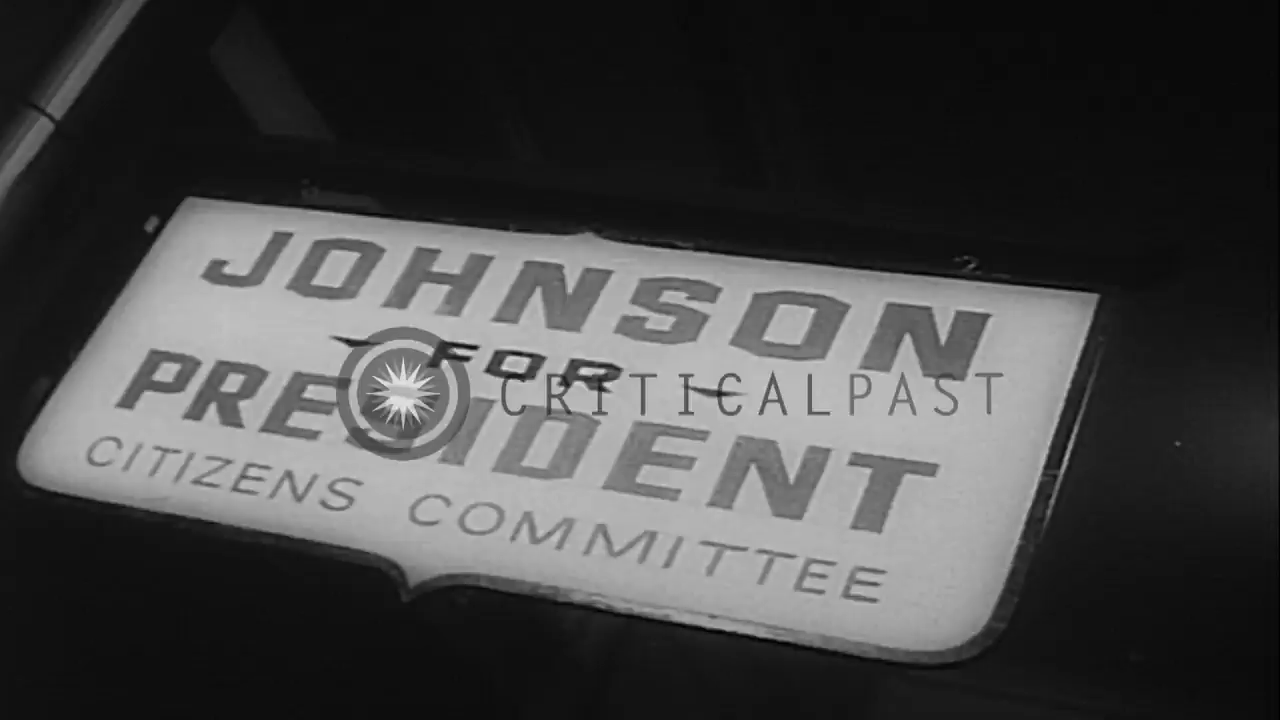 JOHNSON
FOR
PRESIDENT
CITIZENS COMMITTEE
CRITICALPAST